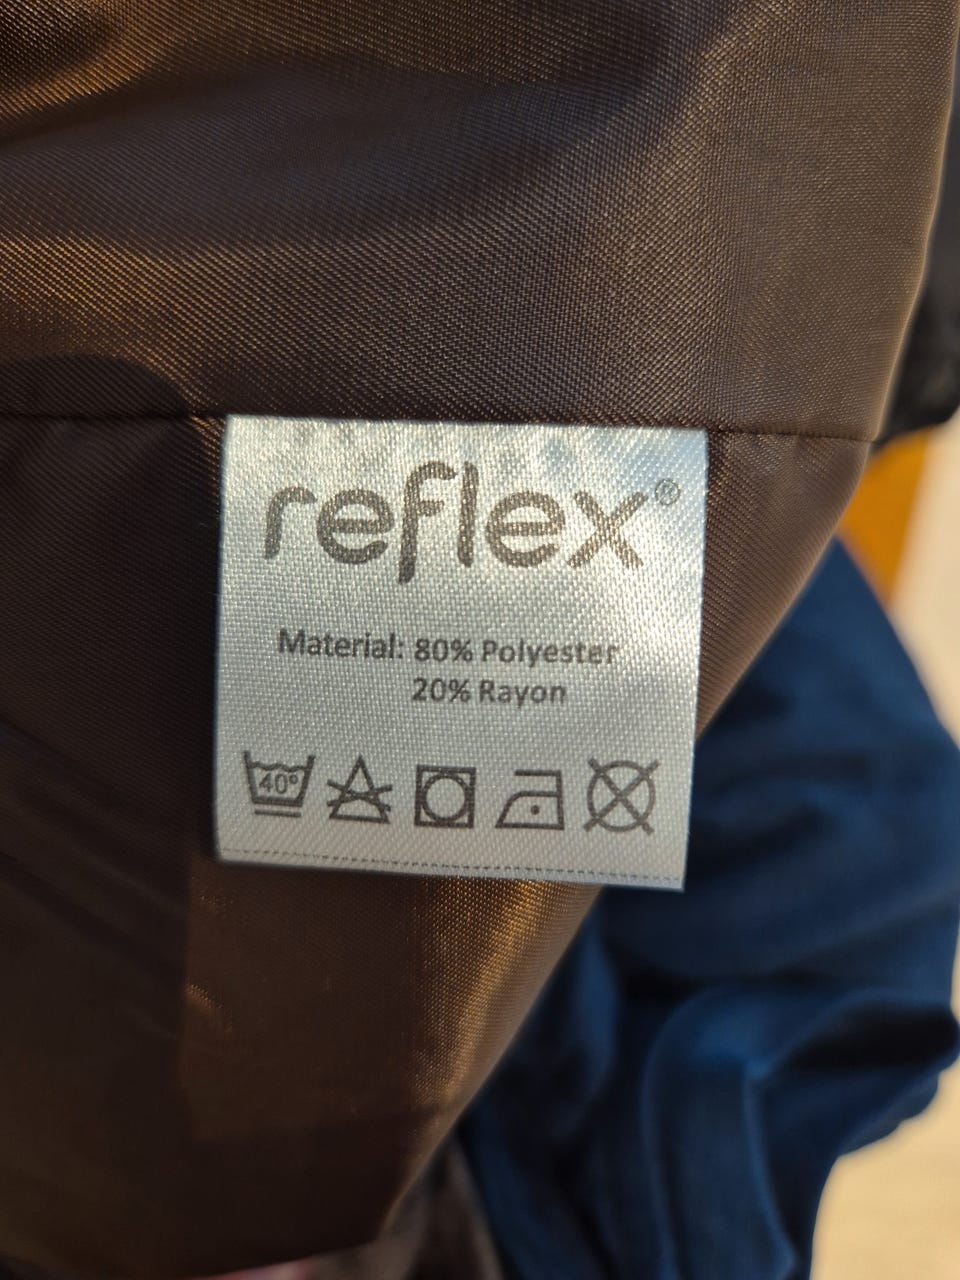 reflex®
Material: 80% Polyester
20% Rayon
40°